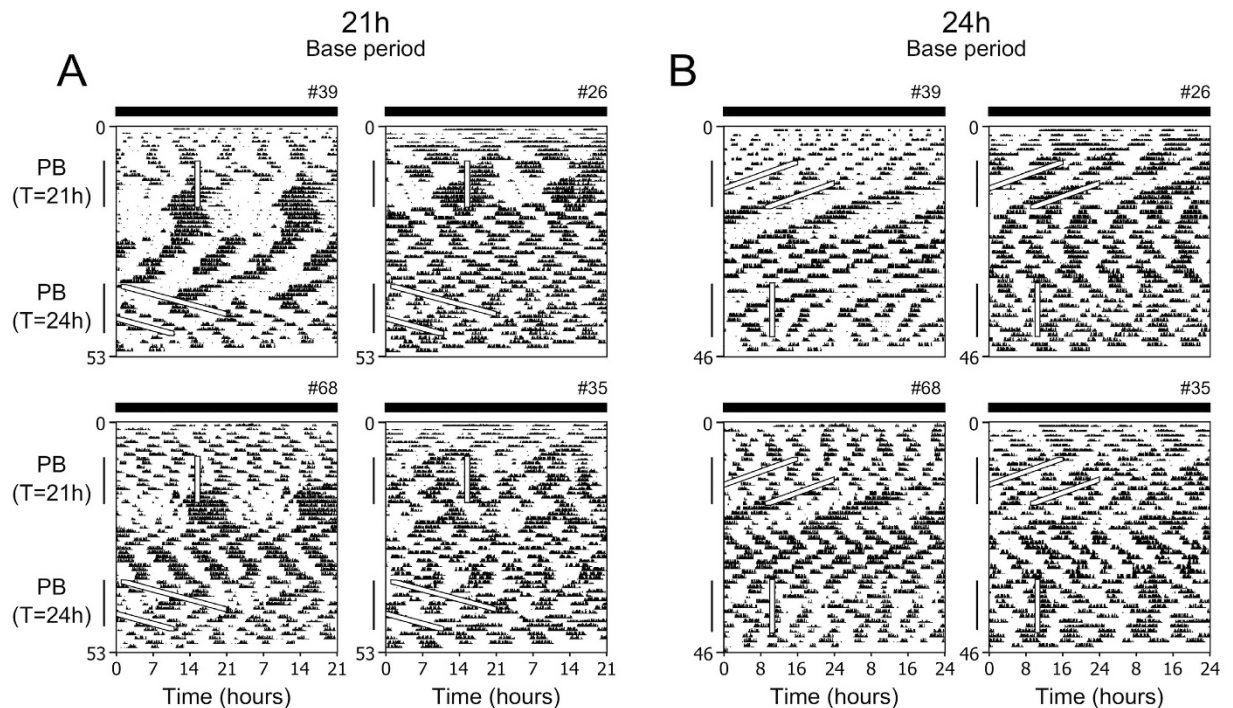 21h
Base period
24h
Base period
A
B
#39
#26
#39
#26
0
0
0
0
PB
(T=21h)
PB
(T=24h)
53
53
46
46
#68
#35
#68
#35
0
0
0
0
PB
(T=21h)
PB
(T=24h)
53
53
46
46
0 7 14 21 7 14 21
0 7 14 21 7 14 21
0 8 16 24 8 16 24
0 8 16 24 8 16 24
Time (hours)
Time (hours)
Time (hours)
Time (hours)